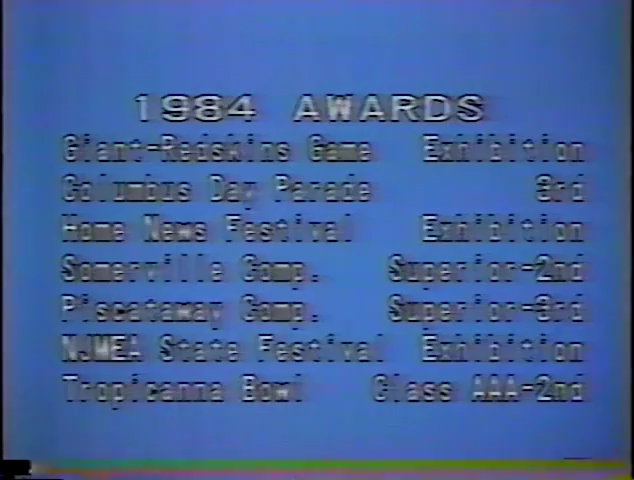 1984 AWARDS
Giant-Redskins Game Exhibition
Columbus Day Parade 3rd
Home News Festival Exhibition
Somerville Comp. Superior-2nd
Piscataway Comp. Superior-3rd
NJMEA State Festival Exhibition
Tropicanna Bowl Class AAA-2nd